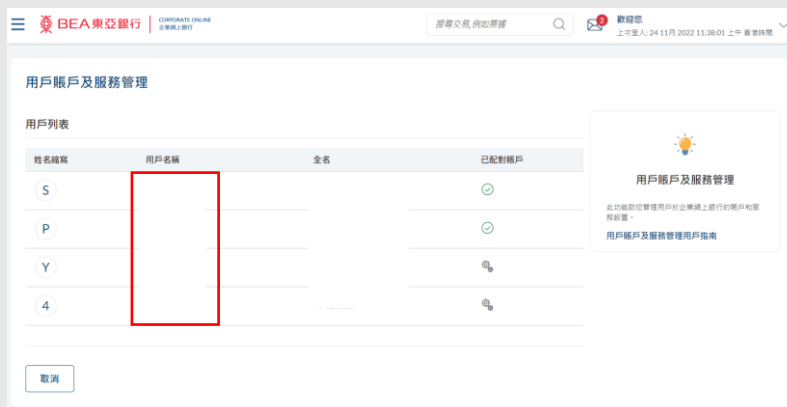 BEA東亞銀行
CORPORATE ONLINE
企業網上銀行
搜尋交易,例如票據
2
歡迎您
上次登入: 24 11月 2022 11:38:01 上午 香港時間
用戶賬戶及服務管理
用戶列表
姓名縮寫 用戶名稱 全名 已配對賬戶
S
P
Y
4
取消
用戶賬戶及服務管理
此功能助您管理用戶於企業網上銀行的賬戶和服
務設置。
用戶賬戶及服務管理用戶指南